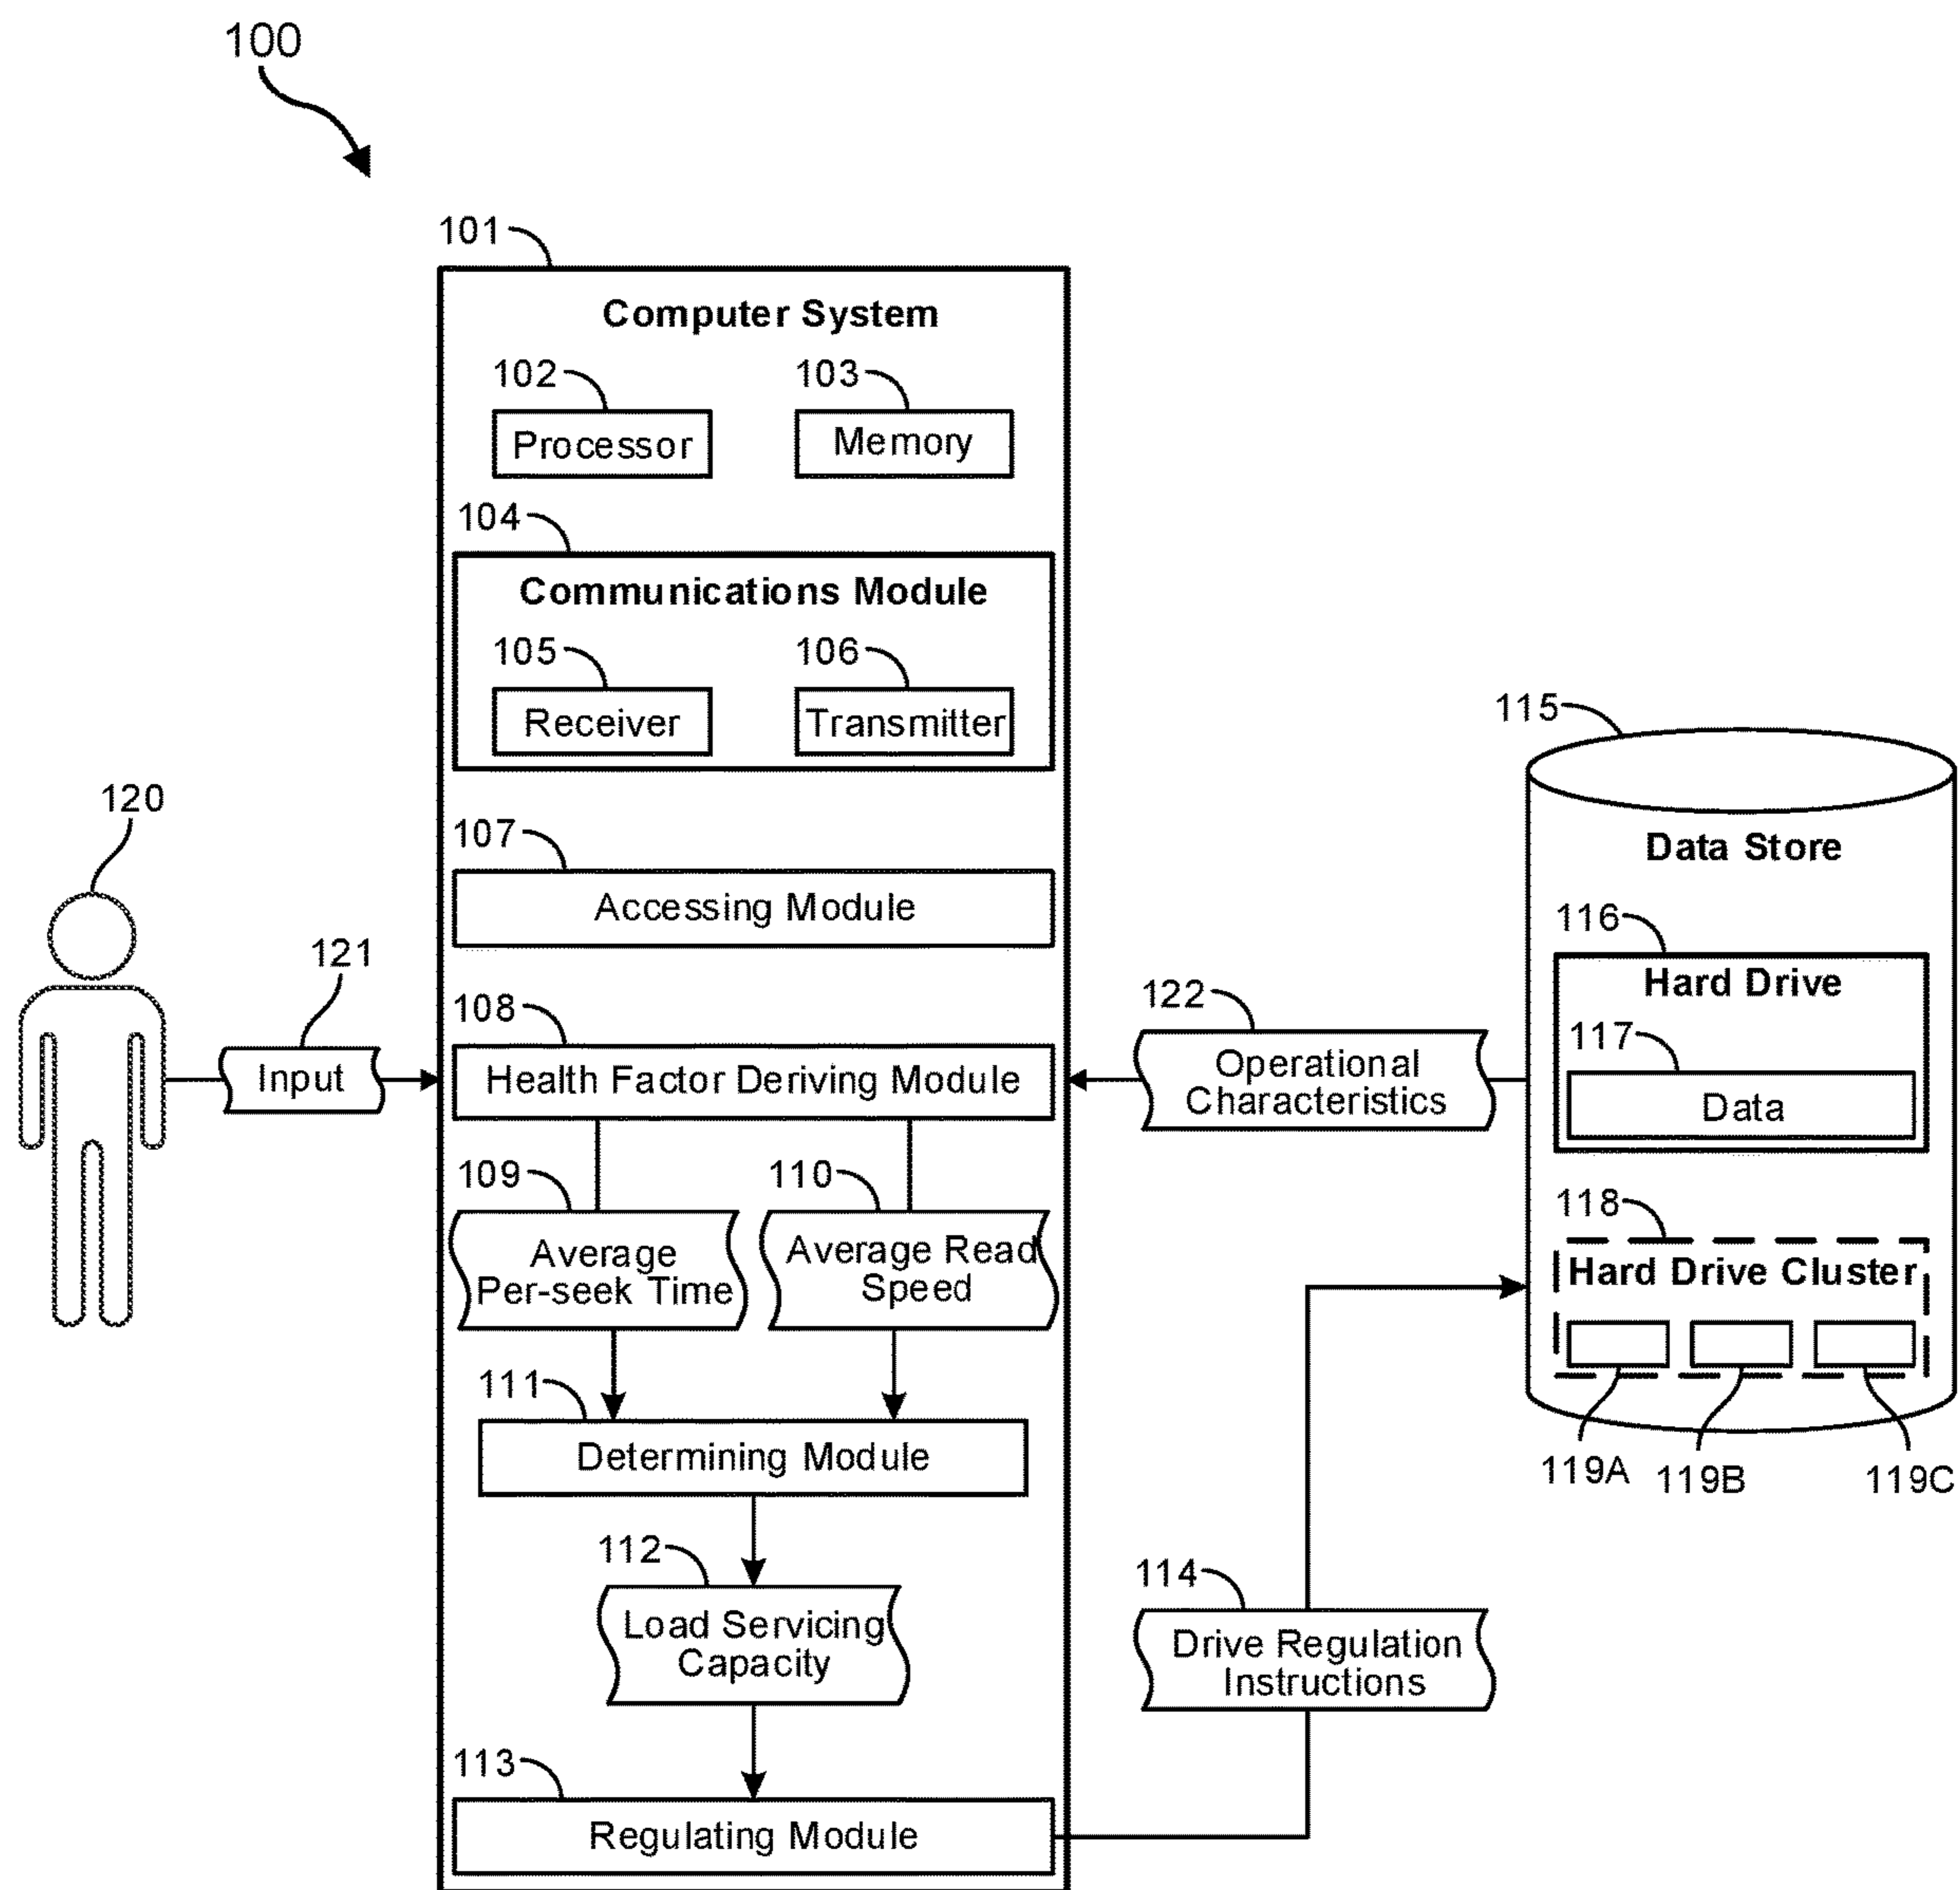 100
101
Computer System
102
103
Processor
Memory
104
Communications Module
105
106
Receiver
Transmitter
107
Accessing Module
108
Health Factor Deriving Module
109
110
Average
Per-seek Time
Average Read
Speed
111
Determining Module
112
Load Servicing
Capacity
113
Regulating Module
120
121
Input
122
Operational
Characteristics
114
Drive Regulation
Instructions
115
Data Store
116
Hard Drive
117
Data
118
Hard Drive Cluster
119A
119B
119C